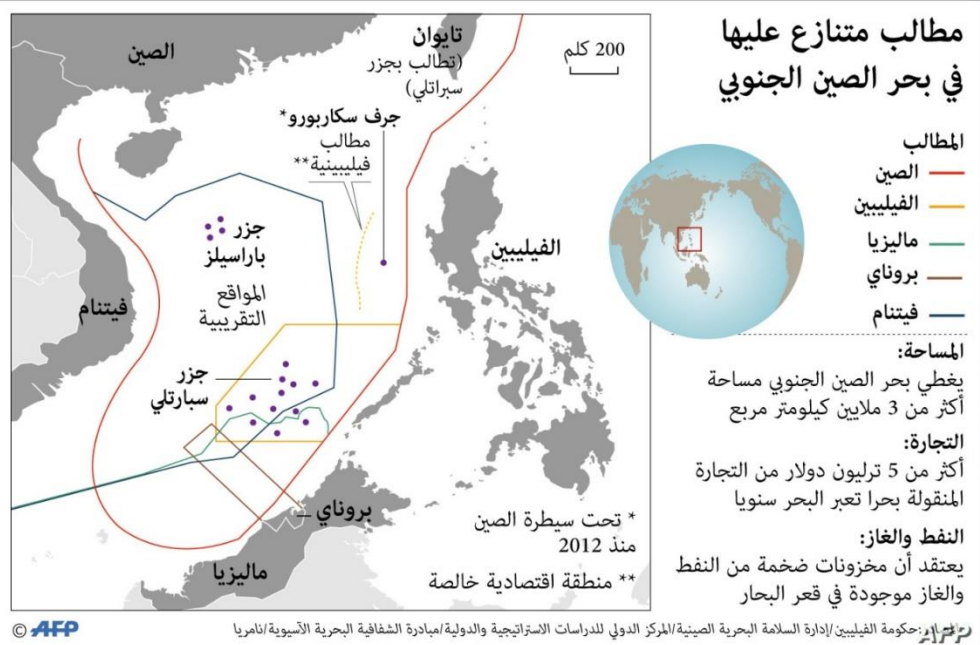 مطالب متنازع عليها
في بحر الصين الجنوبي
المطالب
الصين
الفيليبين
ماليزيا
بروناي
فيتنام
المساحة:
يغطي بحر الصين الجنوبي مساحة
أكثر من 3 ملايين كيلومتر مربع
التجارة:
أكثر من 5 ترليون دولار من التجارة
المنقولة بحرا تعبر البحر سنويا
النفط والغاز:
يعتقد أن مخزونات ضخمة من النفط
والغاز موجودة في قعر البحار
200 كلم
الصين
تايوان
(تطالب بجزر
سبراتلي)
جرف سكاربورو*
مطالب
فيليبينية**
جزر
باراسيلز
المواقع
التقريبية
الفيليبين
فيتنام
جزر
سبارتلي
بروناي
ماليزيا
* تحت سيطرة الصين
منذ 2012
** منطقة اقتصادية خالصة
حكومة الفيليبين/إدارة السلامة البحرية الصينية/المركز الدولي للدراسات الاستراتيجية والدولية/مبادرة الشفافية البحرية الآسيوية/نامريا
© AFP
AFP